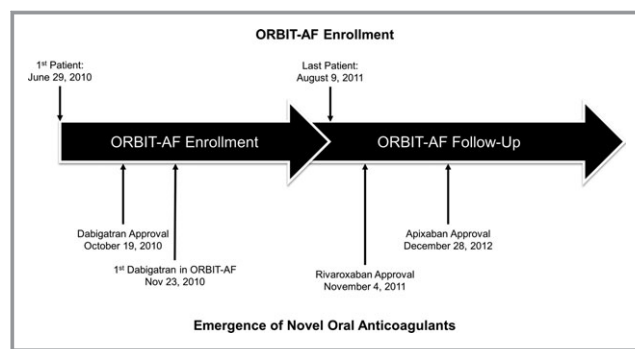 ORBIT-AF Enrollment
1st Patient:
June 29, 2010
Last Patient:
August 9, 2011
ORBIT-AF Enrollment
ORBIT-AF Follow-Up
Dabigatran Approval
October 19, 2010
1st Dabigatran in ORBIT-AF
Nov 23, 2010
Apixaban Approval
December 28, 2012
Rivaroxaban Approval
November 4, 2011
Emergence of Novel Oral Anticoagulants